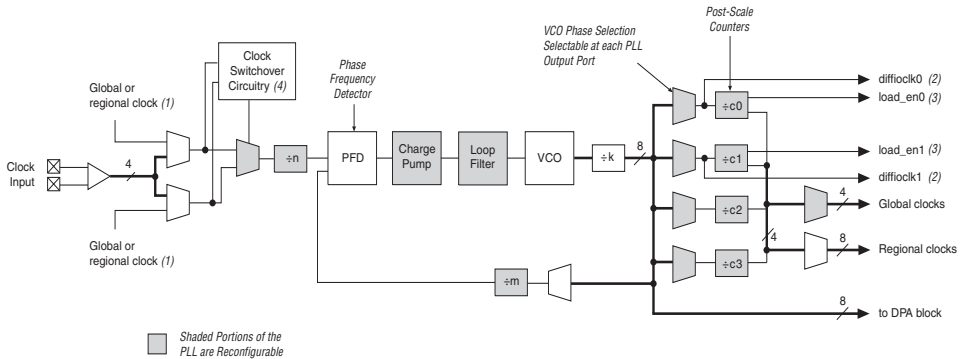 Post-Scale
Counters
VCO Phase Selection
Selectable at each PLL
Output Port
Clock
Switchover
Circuitry (4)
Phase
Frequency
Detector
Global or
regional clock (1)
diffioclk0 (2)
load_en0 (3)
÷c0
Clock
Input
4
÷n
PFD
Charge
Pump
Loop
Filter
VCO
÷k
8
÷c1
load_en1 (3)
diffioclk1 (2)
÷c2
4
Global clocks
Global or
regional clock (1)
4
8
Regional clocks
÷c3
÷m
8
to DPA block
Shaded Portions of the
PLL are Reconfigurable